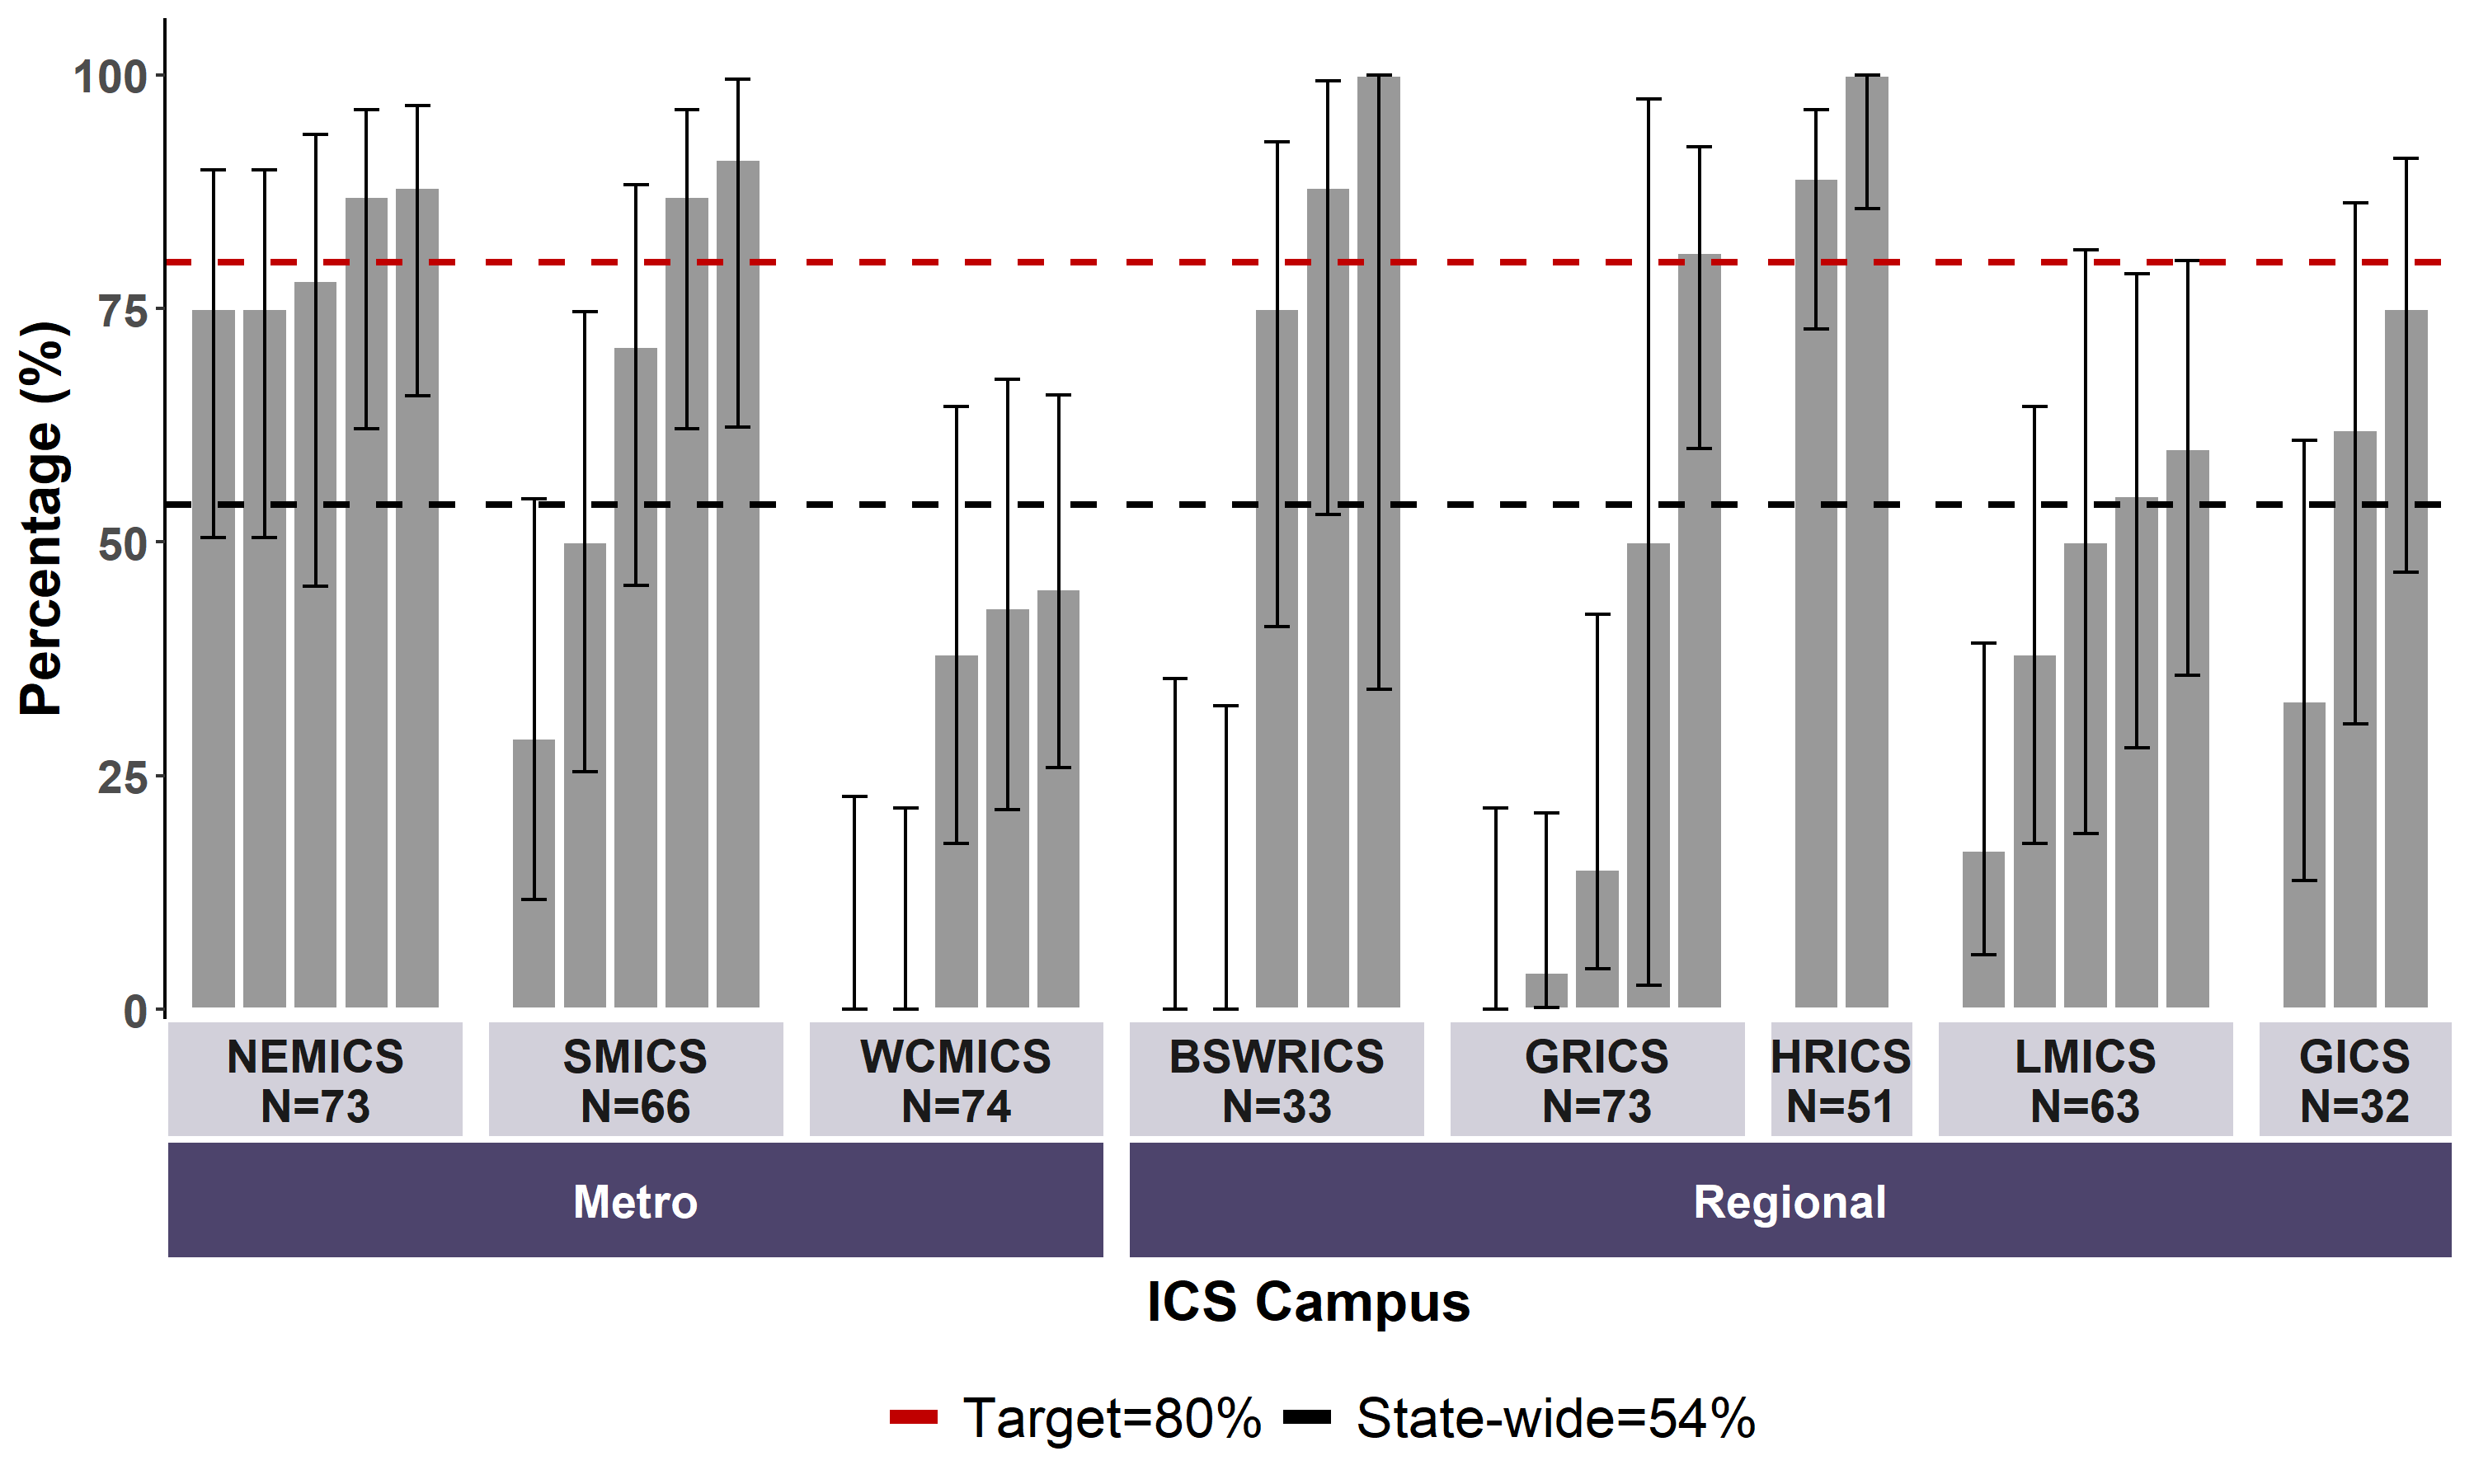 Percentage (%)
100
75
50
25
0
NEMICS
N=73
SMICS
N=66
WCMICS
N=74
BSWRICS
N=33
GRICS
N=73
HRICS
N=51
LMICS
N=63
GICS
N=32
Metro
Regional
ICS Campus
Target=80%
State-wide=54%